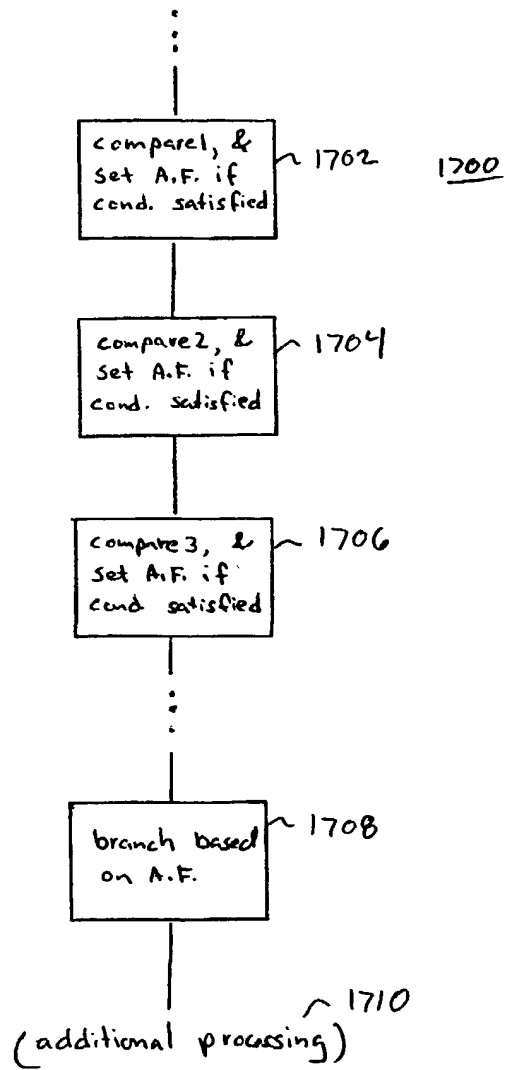 compare1, &
set A.F. if
cond. satisfied
1702
1700
compare2, &
set A.F. if
cond. satisfied
1704
compare3, &
set A.F. if
cond satisfied
1706
branch based
on A.F.
1708
1710
(additional processing)